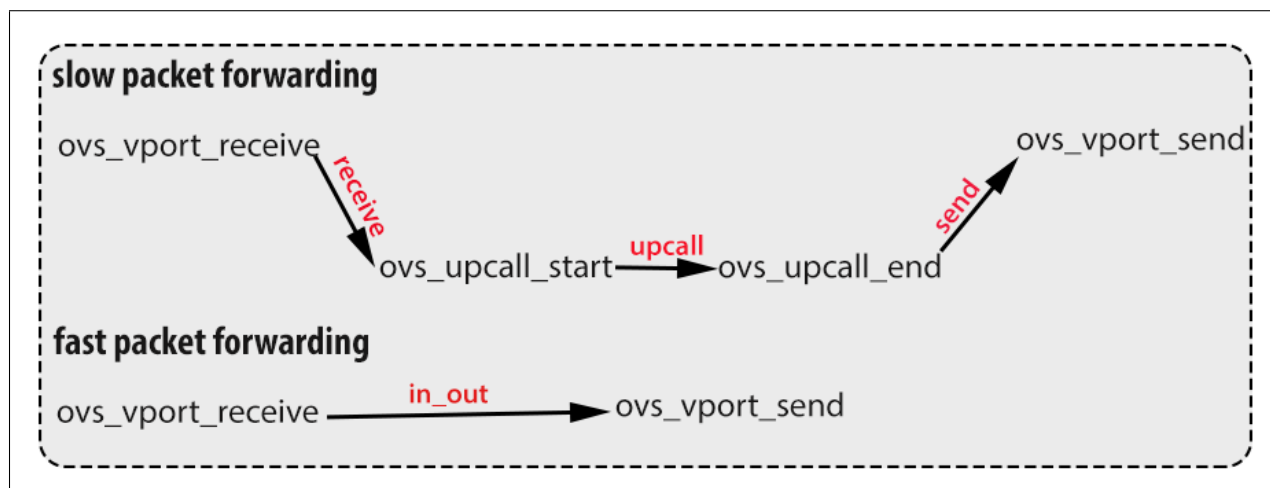 slow packet forwarding
ovs_vport_receive
ovs_vport_send
receive
send
upcall
ovs_upcall_start
ovs_upcall_end
fast packet forwarding
in_out
ovs_vport_receive
ovs_vport_send